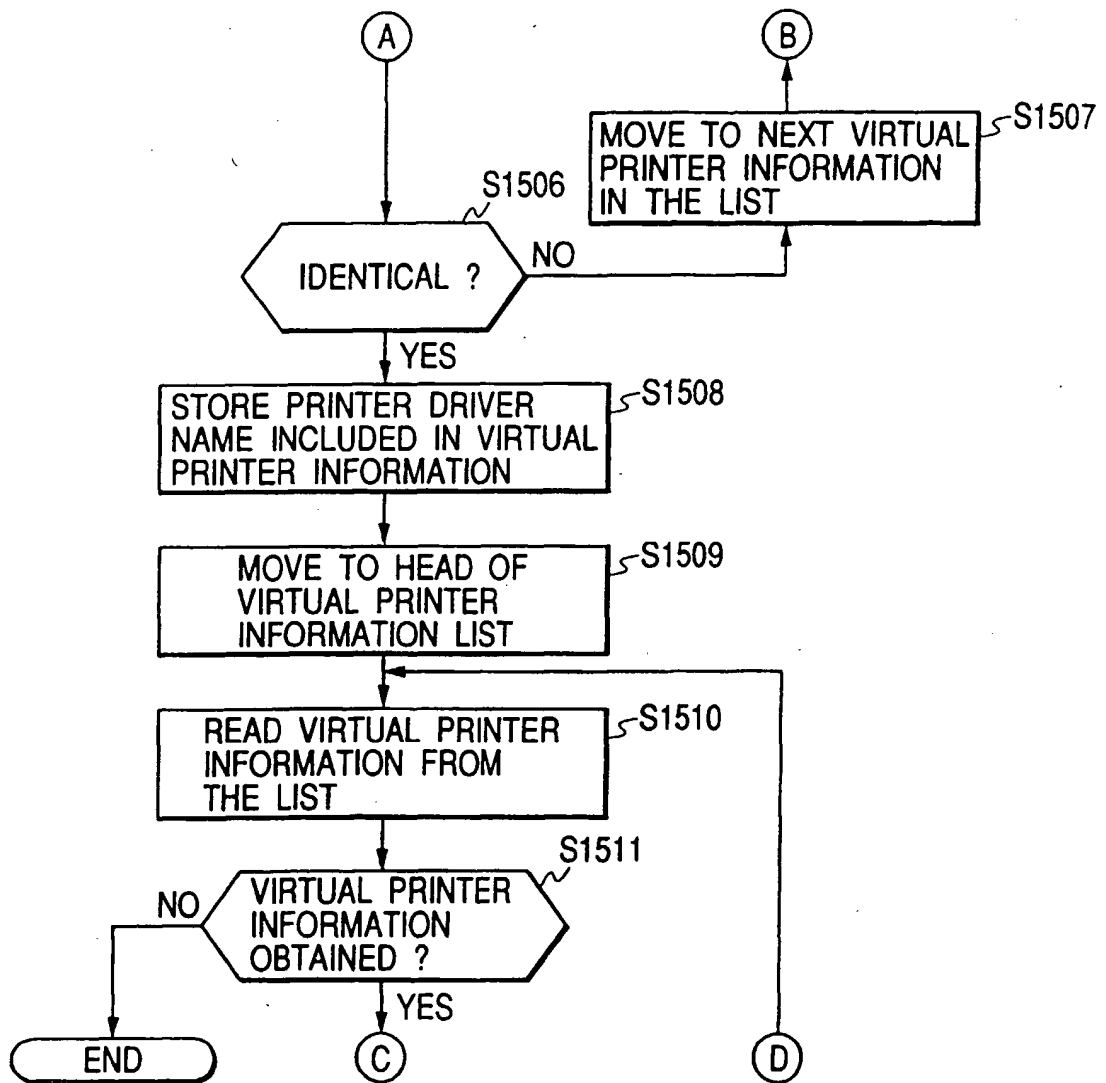 A
B
MOVE TO NEXT VIRTUAL
PRINTER INFORMATION
IN THE LIST
S1507
S1506
IDENTICAL ?
NO
YES
STORE PRINTER DRIVER
NAME INCLUDED IN VIRTUAL
PRINTER INFORMATION
S1508
MOVE TO HEAD OF
VIRTUAL PRINTER
INFORMATION LIST
S1509
READ VIRTUAL PRINTER
INFORMATION FROM
THE LIST
S1510
S1511
VIRTUAL PRINTER
INFORMATION
OBTAINED ?
NO
YES
END
C
D